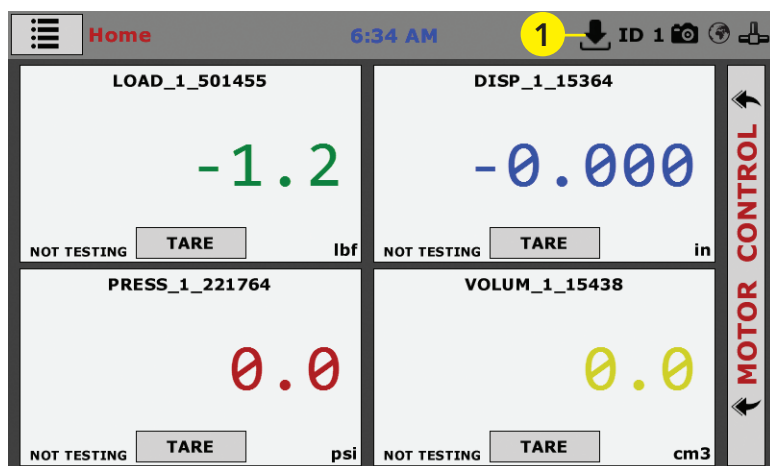 Home
6:34 AM
1
ID 1
LOAD_1_501455
-1.2
NOT TESTING
TARE
lbf
DISP_1_15364
-0.000
NOT TESTING
TARE
in
PRESS_1_221764
0.0
NOT TESTING
TARE
psi
VOLUM_1_15438
0.0
NOT TESTING
TARE
cm3
MOTOR CONTROL